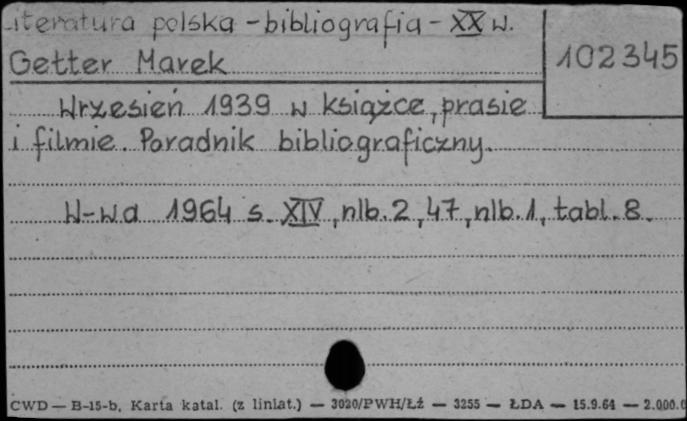 Literatura polska - bibliografia - XX w.
Getter Marek
102345
Wrzesień 1939 w książce, prasie
i filmie. Poradnik bibliograficzny.
W-wa 1964 s. XIV, nlb. 2, 47, nlb. 1, tabl. 8.
CWD — B-15-b, Karta katal. (z liniat.) — 3020/PWH/Łź — 3255 — ŁDA — 15.9.64 — 2.000.0